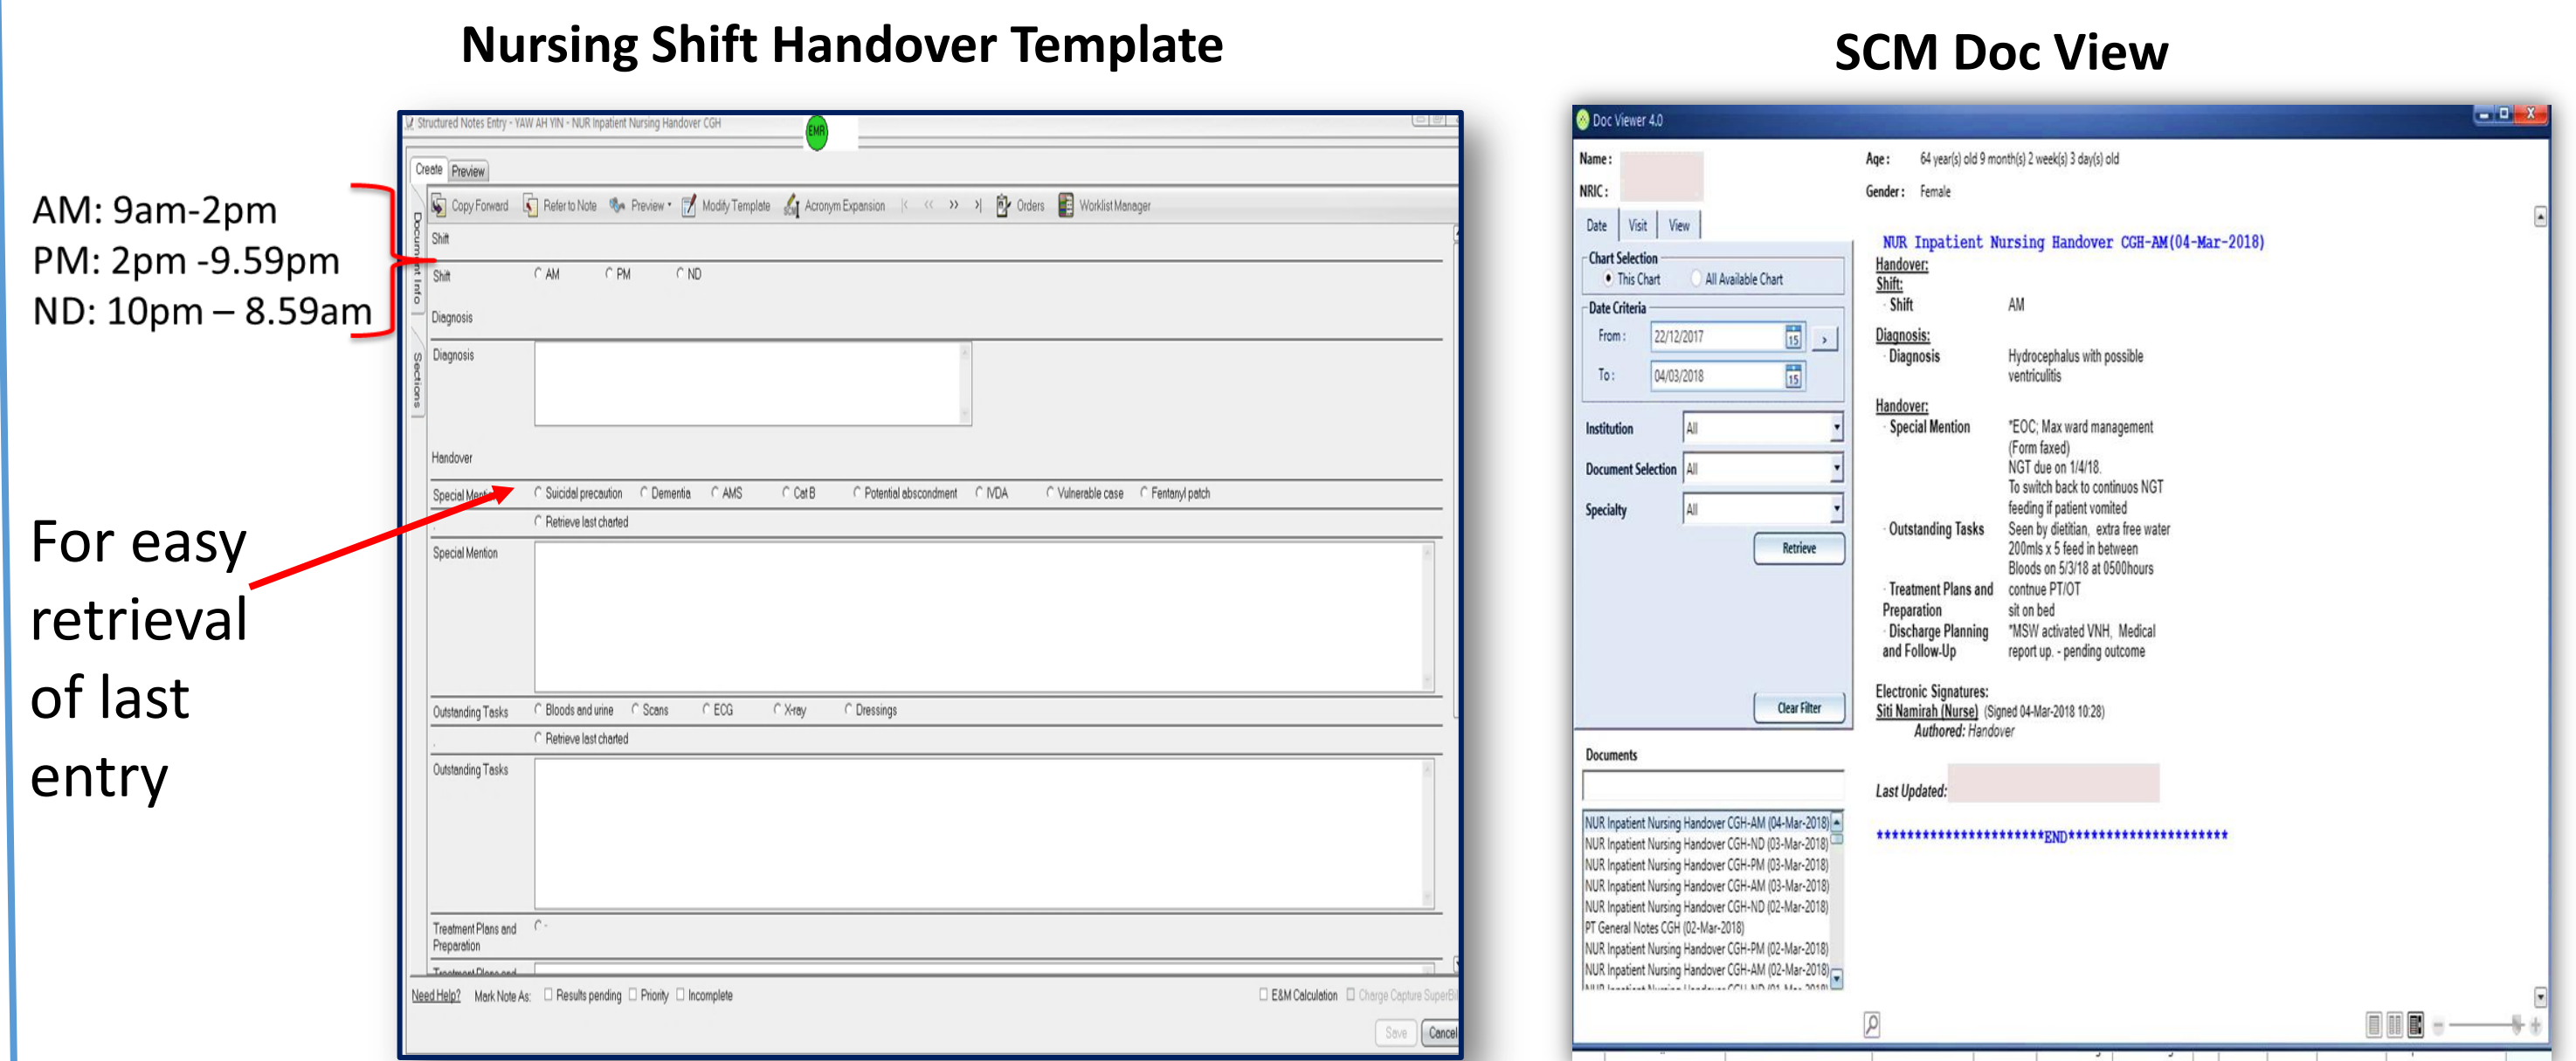 Nursing Shift Handover Template
SCM Doc View
AM: 9am-2pm
PM: 2pm -9.59pm
ND: 10pm – 8.59am
For easy
retrieval
of last
entry
Structured Notes Entry - YAW AH YIN - NUR Inpatient Nursing Handover CGH
EMR
Create Preview
Copy Forward Refer to Note Preview Modify Template Acronym Expansion |< << >> >| Orders Worklist Manager
Document Info
Sections
Shift
Shift AM PM ND
Diagnosis
Diagnosis
Handover
Special Suicidal precaution Dementia AMS Cat B Potential abscondment IVDA Vulnerable case Fentanyl patch
. Retrieve last charted
Special Mention
Outstanding Tasks Bloods and urine Scans ECG X-ray Dressings
. Retrieve last charted
Outstanding Tasks
Treatment Plans and -
Preparation
Treatment Plans and
Need Help? Mark Note As: Results pending Priority Incomplete E&M Calculation Charge Capture
Save Cancel
Doc Viewer 4.0
Name :
NRIC :
Age : 64 year(s) old 9 month(s) 2 week(s) 3 day(s) old
Gender : Female
Date Visit View
Chart Selection
This Chart All Available Chart
Date Criteria
From : 22/12/2017 15 >
To : 04/03/2018 15
Institution All
Document Selection All
Specialty All
Retrieve
Clear Filter
Documents
NUR Inpatient Nursing Handover CGH-AM (04-Mar-2018)
NUR Inpatient Nursing Handover CGH-ND (03-Mar-2018)
NUR Inpatient Nursing Handover CGH-PM (03-Mar-2018)
NUR Inpatient Nursing Handover CGH-AM (03-Mar-2018)
NUR Inpatient Nursing Handover CGH-ND (02-Mar-2018)
PT General Notes CGH (02-Mar-2018)
NUR Inpatient Nursing Handover CGH-PM (02-Mar-2018)
NUR Inpatient Nursing Handover CGH-AM (02-Mar-2018)
NUR Inpatient Nursing Handover CGH-AM(04-Mar-2018)
Handover:
Shift:
· Shift AM
Diagnosis:
· Diagnosis Hydrocephalus with possible
ventriculitis
Handover:
· Special Mention *EOC; Max ward management
(Form faxed)
NGT due on 1/4/18.
To switch back to continuos NGT
feeding if patient vomited
· Outstanding Tasks Seen by dietitian, extra free water
200mls x 5 feed in between
Bloods on 5/3/18 at 0500hours
· Treatment Plans and contnue PT/OT
Preparation sit on bed
· Discharge Planning *MSW activated VNH, Medical
and Follow-Up report up. - pending outcome
Electronic Signatures:
Siti Namirah (Nurse) (Signed 04-Mar-2018 10:28)
Authored: Handover
Last Updated:
**********************END*********************